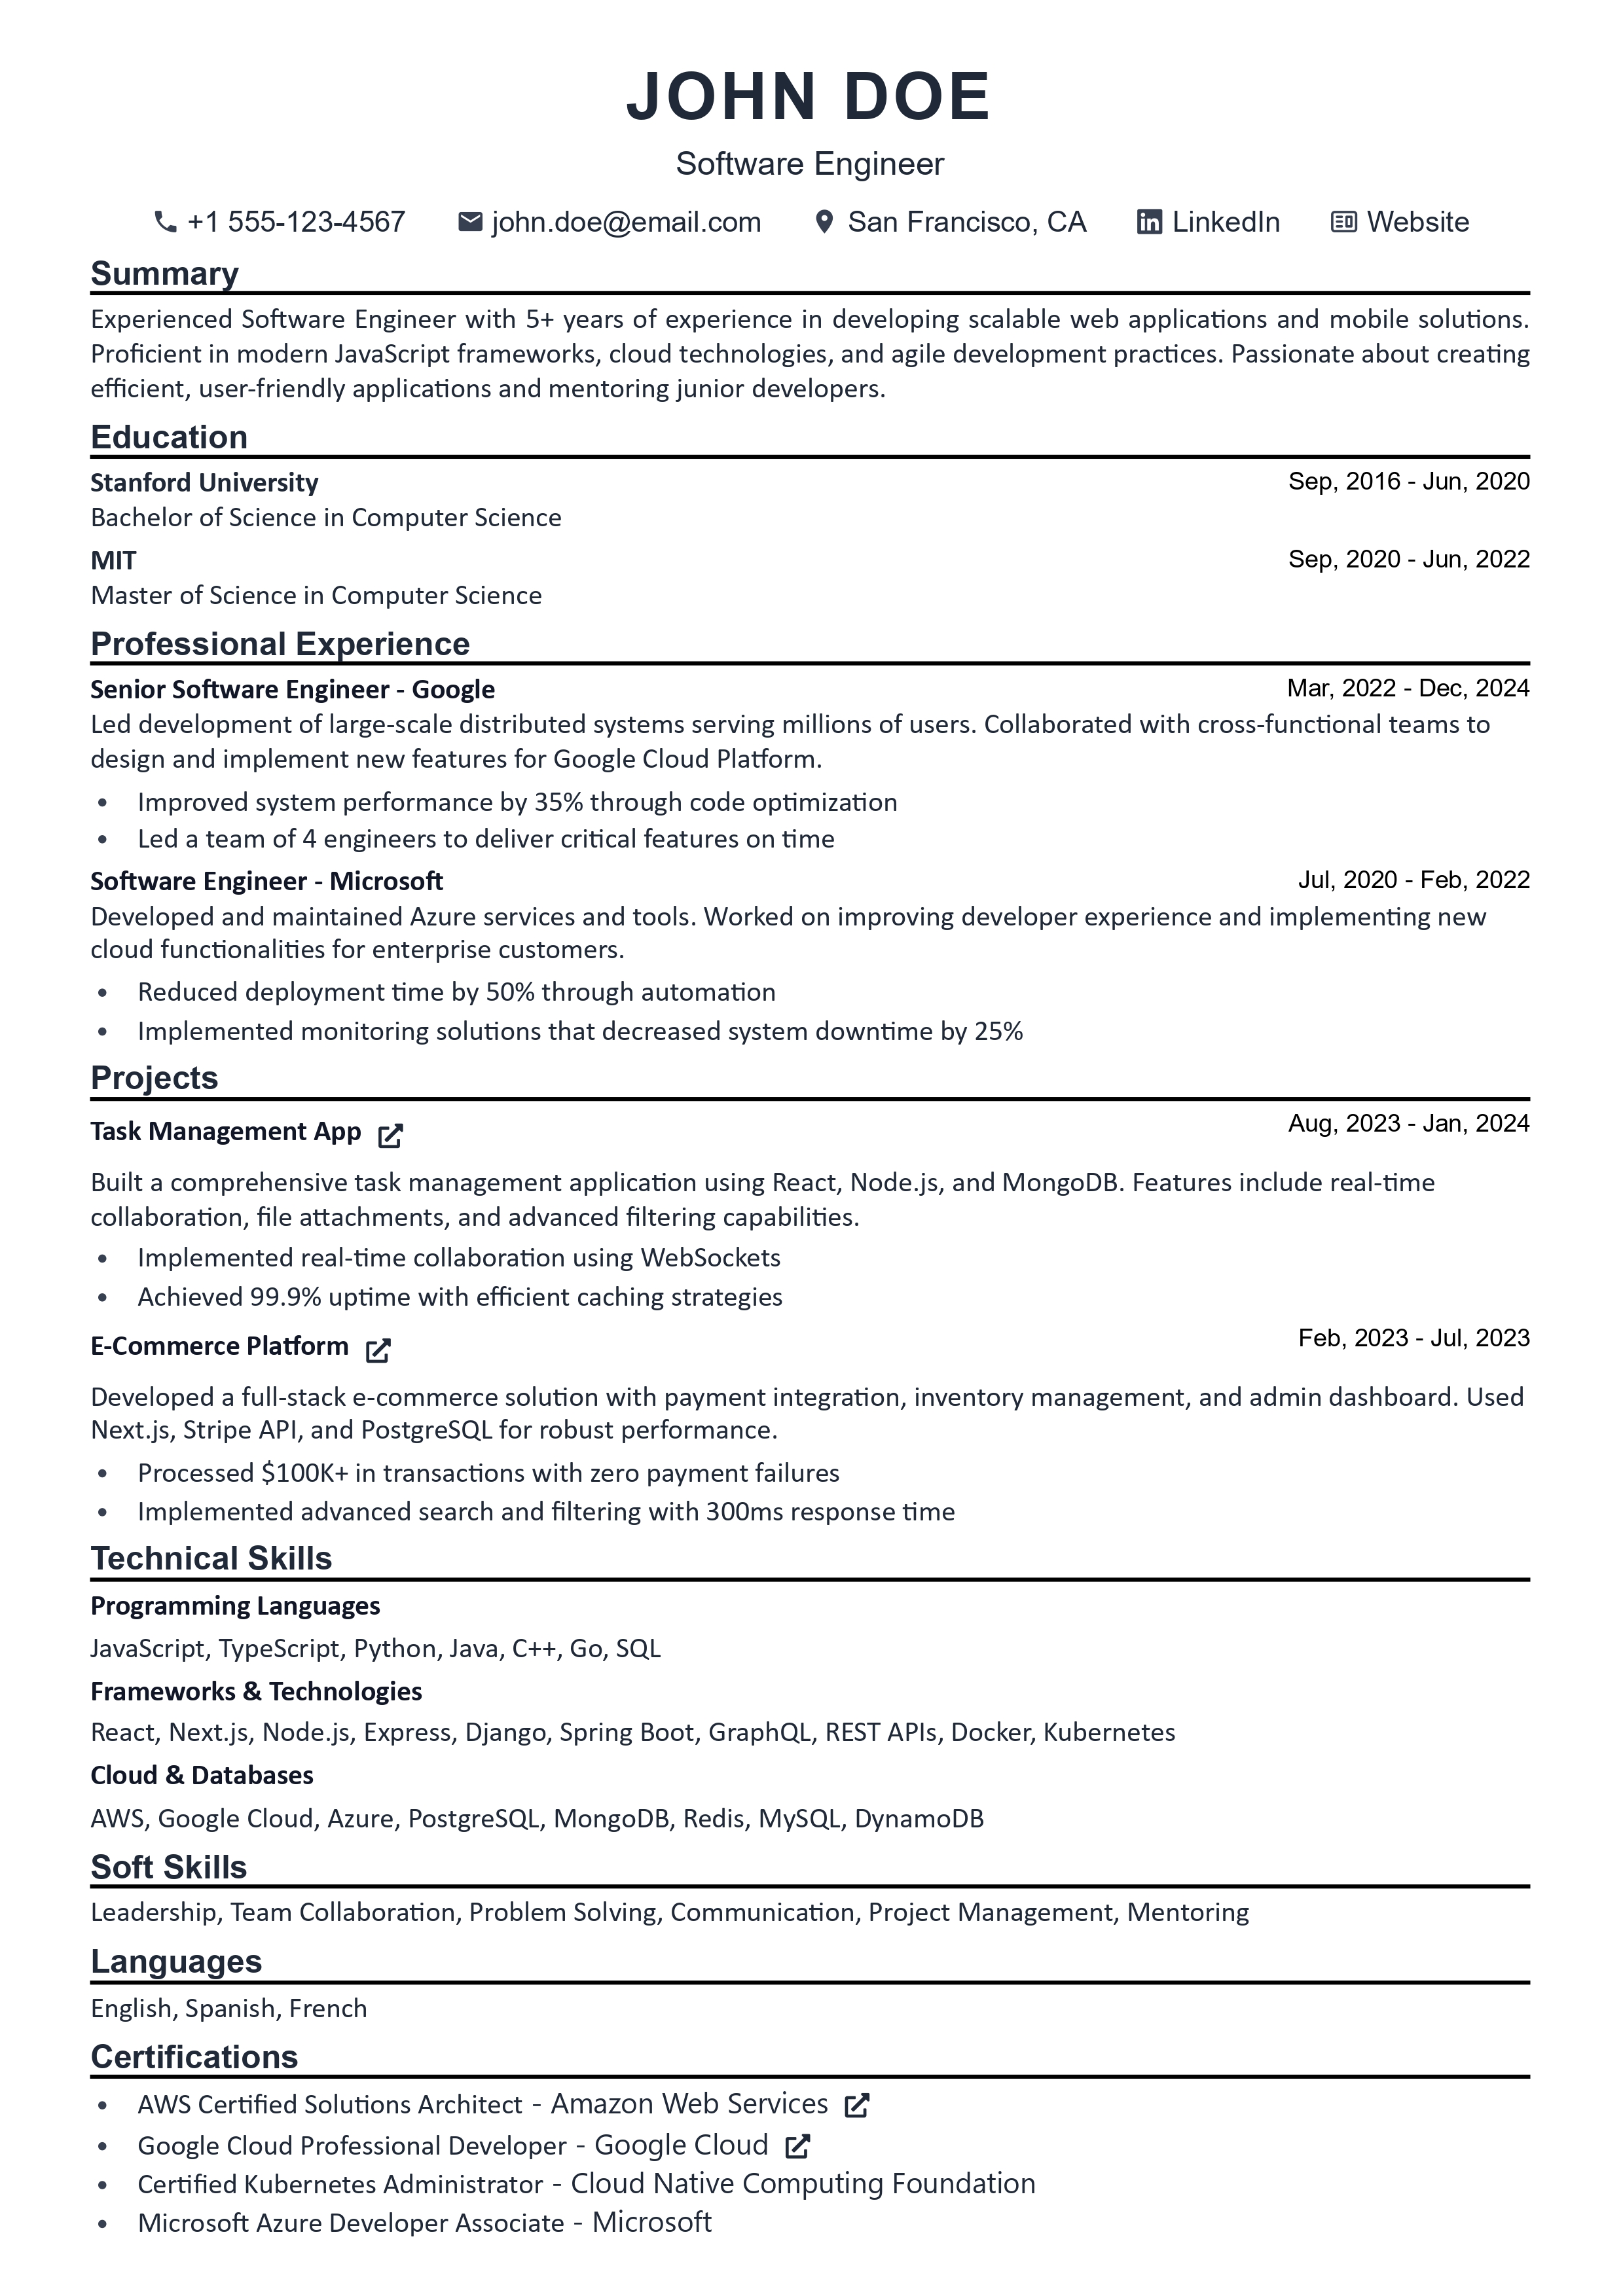 JOHN DOE
Software Engineer
+1 555-123-4567 john.doe@email.com San Francisco, CA LinkedIn Website
Summary
Experienced Software Engineer with 5+ years of experience in developing scalable web applications and mobile solutions.
Proficient in modern JavaScript frameworks, cloud technologies, and agile development practices. Passionate about creating
efficient, user-friendly applications and mentoring junior developers.
Education
Stanford University Sep, 2016 - Jun, 2020
Bachelor of Science in Computer Science
MIT Sep, 2020 - Jun, 2022
Master of Science in Computer Science
Professional Experience
Senior Software Engineer - Google Mar, 2022 - Dec, 2024
Led development of large-scale distributed systems serving millions of users. Collaborated with cross-functional teams to
design and implement new features for Google Cloud Platform.
• Improved system performance by 35% through code optimization
• Led a team of 4 engineers to deliver critical features on time
Software Engineer - Microsoft Jul, 2020 - Feb, 2022
Developed and maintained Azure services and tools. Worked on improving developer experience and implementing new
cloud functionalities for enterprise customers.
• Reduced deployment time by 50% through automation
• Implemented monitoring solutions that decreased system downtime by 25%
Projects
Task Management App Aug, 2023 - Jan, 2024
Built a comprehensive task management application using React, Node.js, and MongoDB. Features include real-time
collaboration, file attachments, and advanced filtering capabilities.
• Implemented real-time collaboration using WebSockets
• Achieved 99.9% uptime with efficient caching strategies
E-Commerce Platform Feb, 2023 - Jul, 2023
Developed a full-stack e-commerce solution with payment integration, inventory management, and admin dashboard. Used
Next.js, Stripe API, and PostgreSQL for robust performance.
• Processed $100K+ in transactions with zero payment failures
• Implemented advanced search and filtering with 300ms response time
Technical Skills
Programming Languages
JavaScript, TypeScript, Python, Java, C++, Go, SQL
Frameworks & Technologies
React, Next.js, Node.js, Express, Django, Spring Boot, GraphQL, REST APIs, Docker, Kubernetes
Cloud & Databases
AWS, Google Cloud, Azure, PostgreSQL, MongoDB, Redis, MySQL, DynamoDB
Soft Skills
Leadership, Team Collaboration, Problem Solving, Communication, Project Management, Mentoring
Languages
English, Spanish, French
Certifications
• AWS Certified Solutions Architect - Amazon Web Services
• Google Cloud Professional Developer - Google Cloud
• Certified Kubernetes Administrator - Cloud Native Computing Foundation
• Microsoft Azure Developer Associate - Microsoft